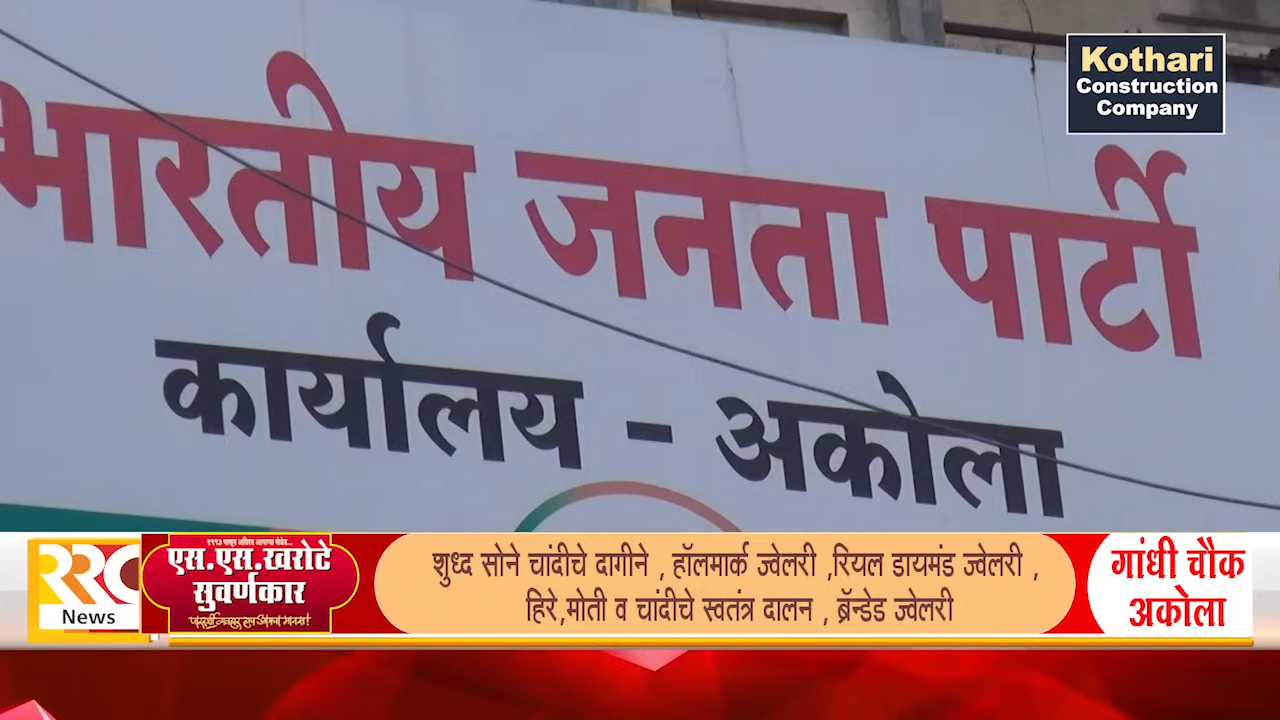 Kothari
Construction
Company
भारतीय जनता पार्टी
कार्यालय - अकोला
RRC
News
एस.एस.खरोटे
सुवर्णकार
शुध्द सोने चांदीचे दागीने , हॉलमार्क ज्वेलरी ,रियल डायमंड ज्वेलरी ,
हिरे,मोती व चांदीचे स्वतंत्र दालन , ब्रॅन्डेड ज्वेलरी
गांधी चौक
अकोला